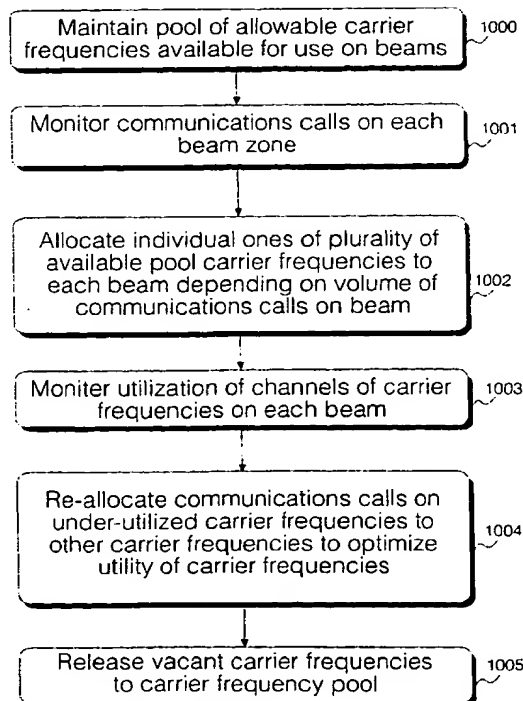 Maintain pool of allowable carrier
frequencies available for use on beams
1000
Monitor communications calls on each
beam zone
1001
Allocate individual ones of plurality of
available pool carrier frequencies to
each beam depending on volume of
communications calls on beam
1002
Moniter utilization of channels of carrier
frequencies on each beam
1003
Re-allocate communications calls on
under-utilized carrier frequencies to
other carrier frequencies to optimize
utility of carrier frequencies
1004
Release vacant carrier frequencies
to carrier frequency pool
1005